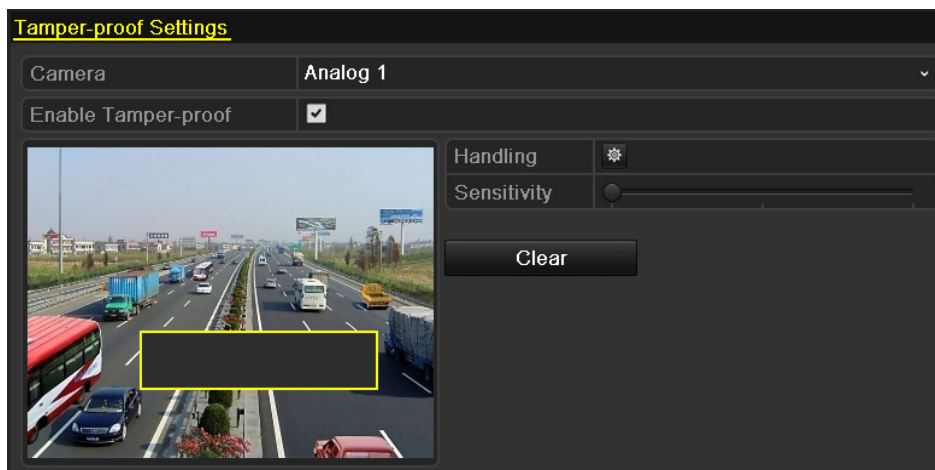 Tamper-proof Settings
Camera
Analog 1
Enable Tamper-proof
Handling
Sensitivity
Clear